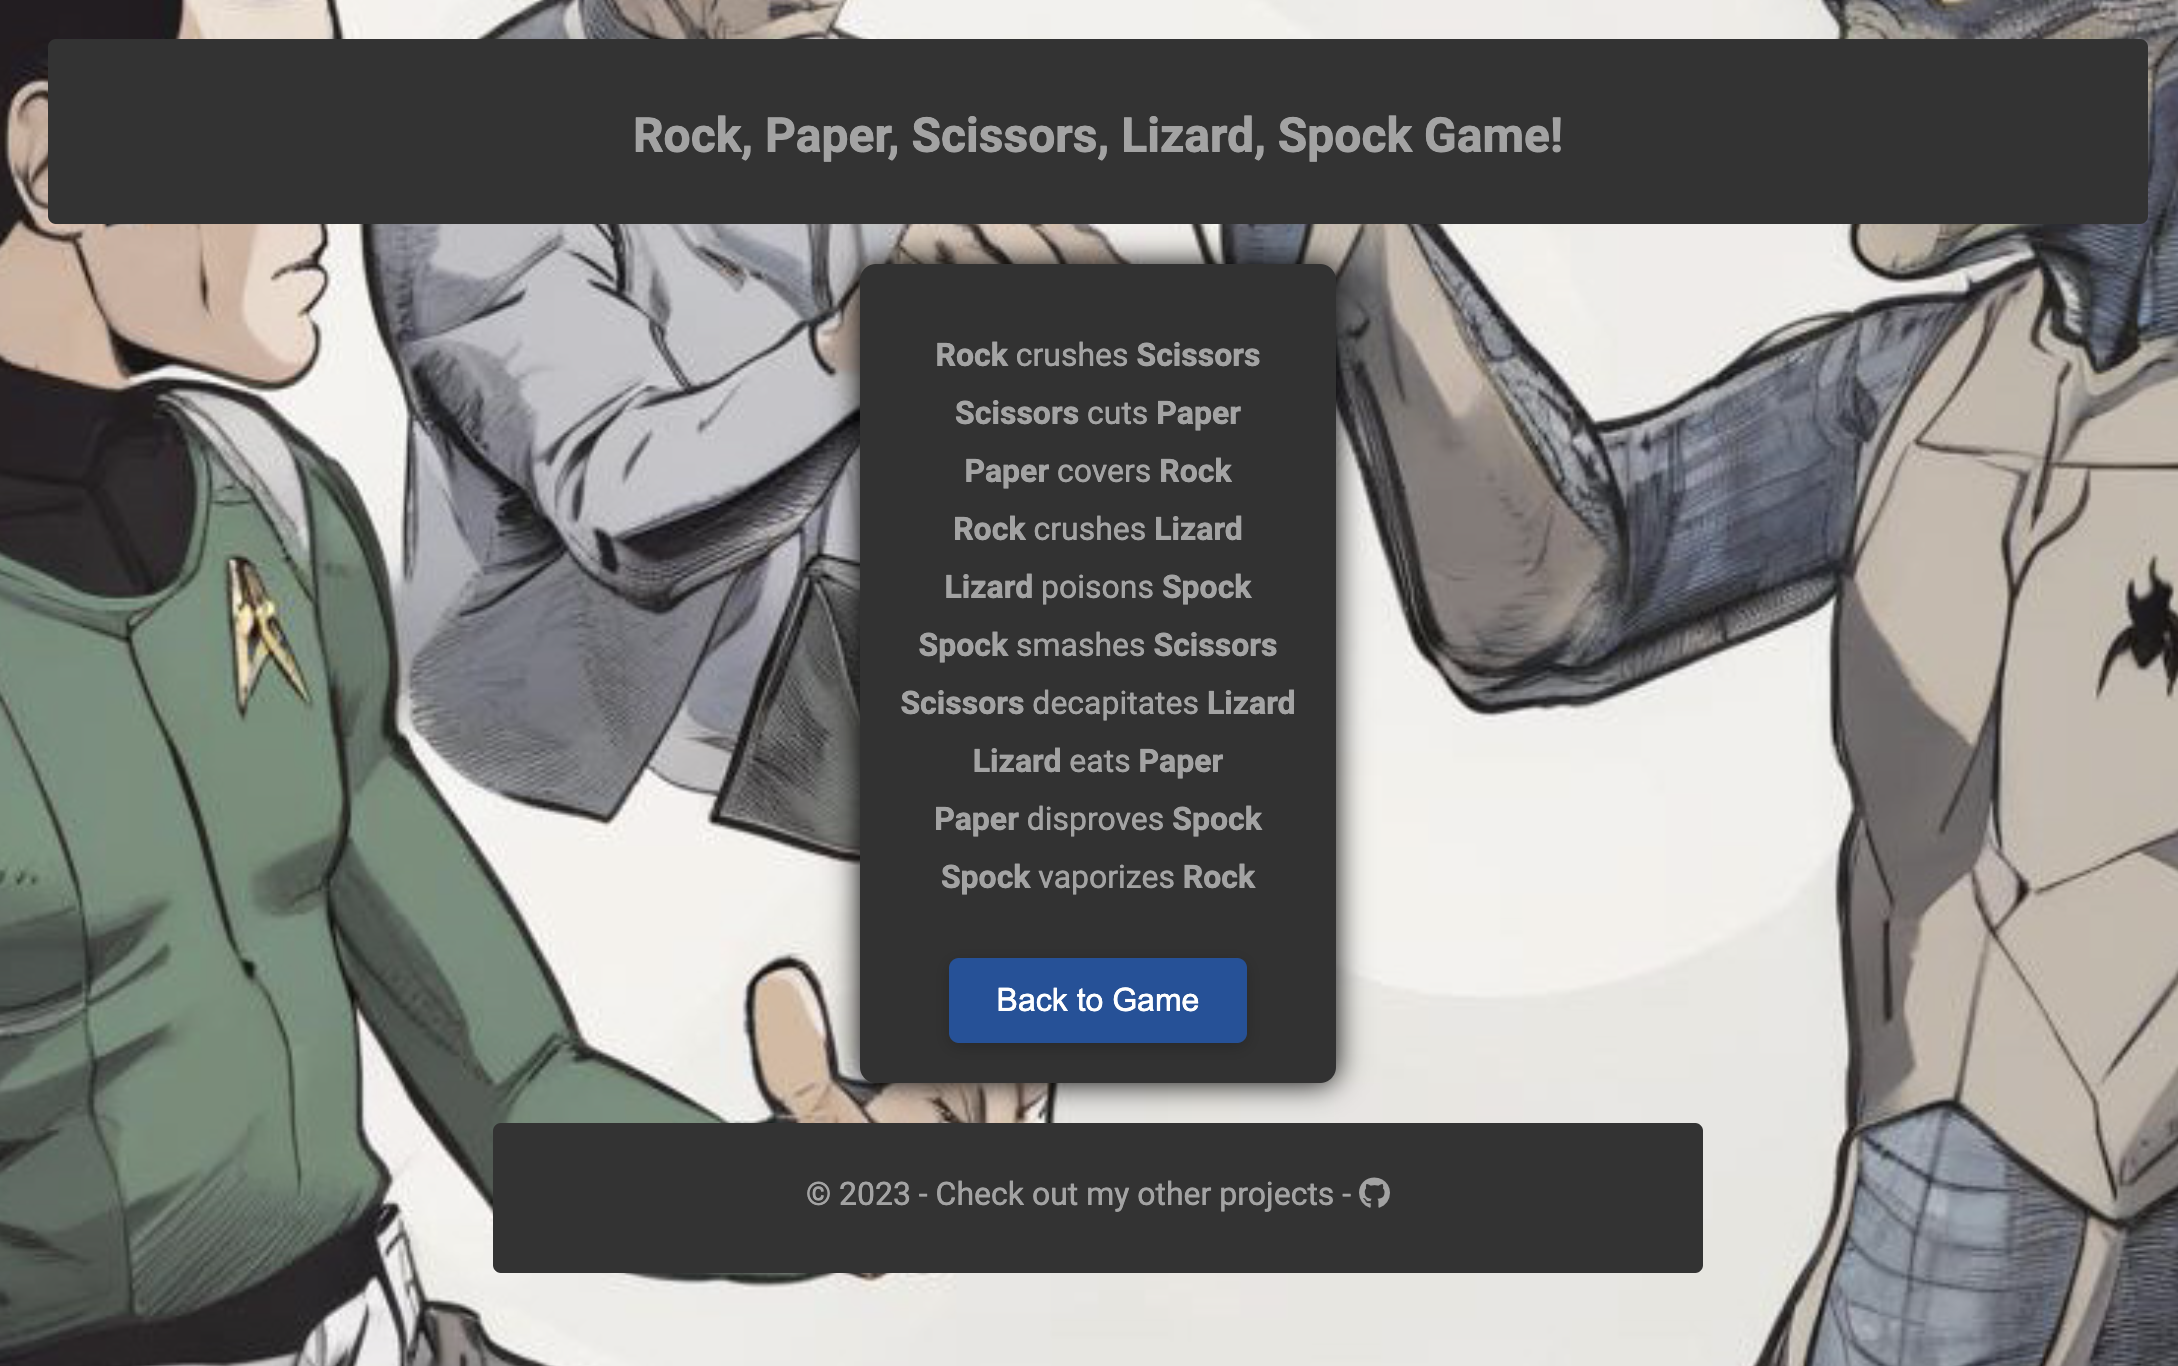 Rock, Paper, Scissors, Lizard, Spock Game!
Rock crushes Scissors
Scissors cuts Paper
Paper covers Rock
Rock crushes Lizard
Lizard poisons Spock
Spock smashes Scissors
Scissors decapitates Lizard
Lizard eats Paper
Paper disproves Spock
Spock vaporizes Rock
Back to Game
© 2023 - Check out my other projects -